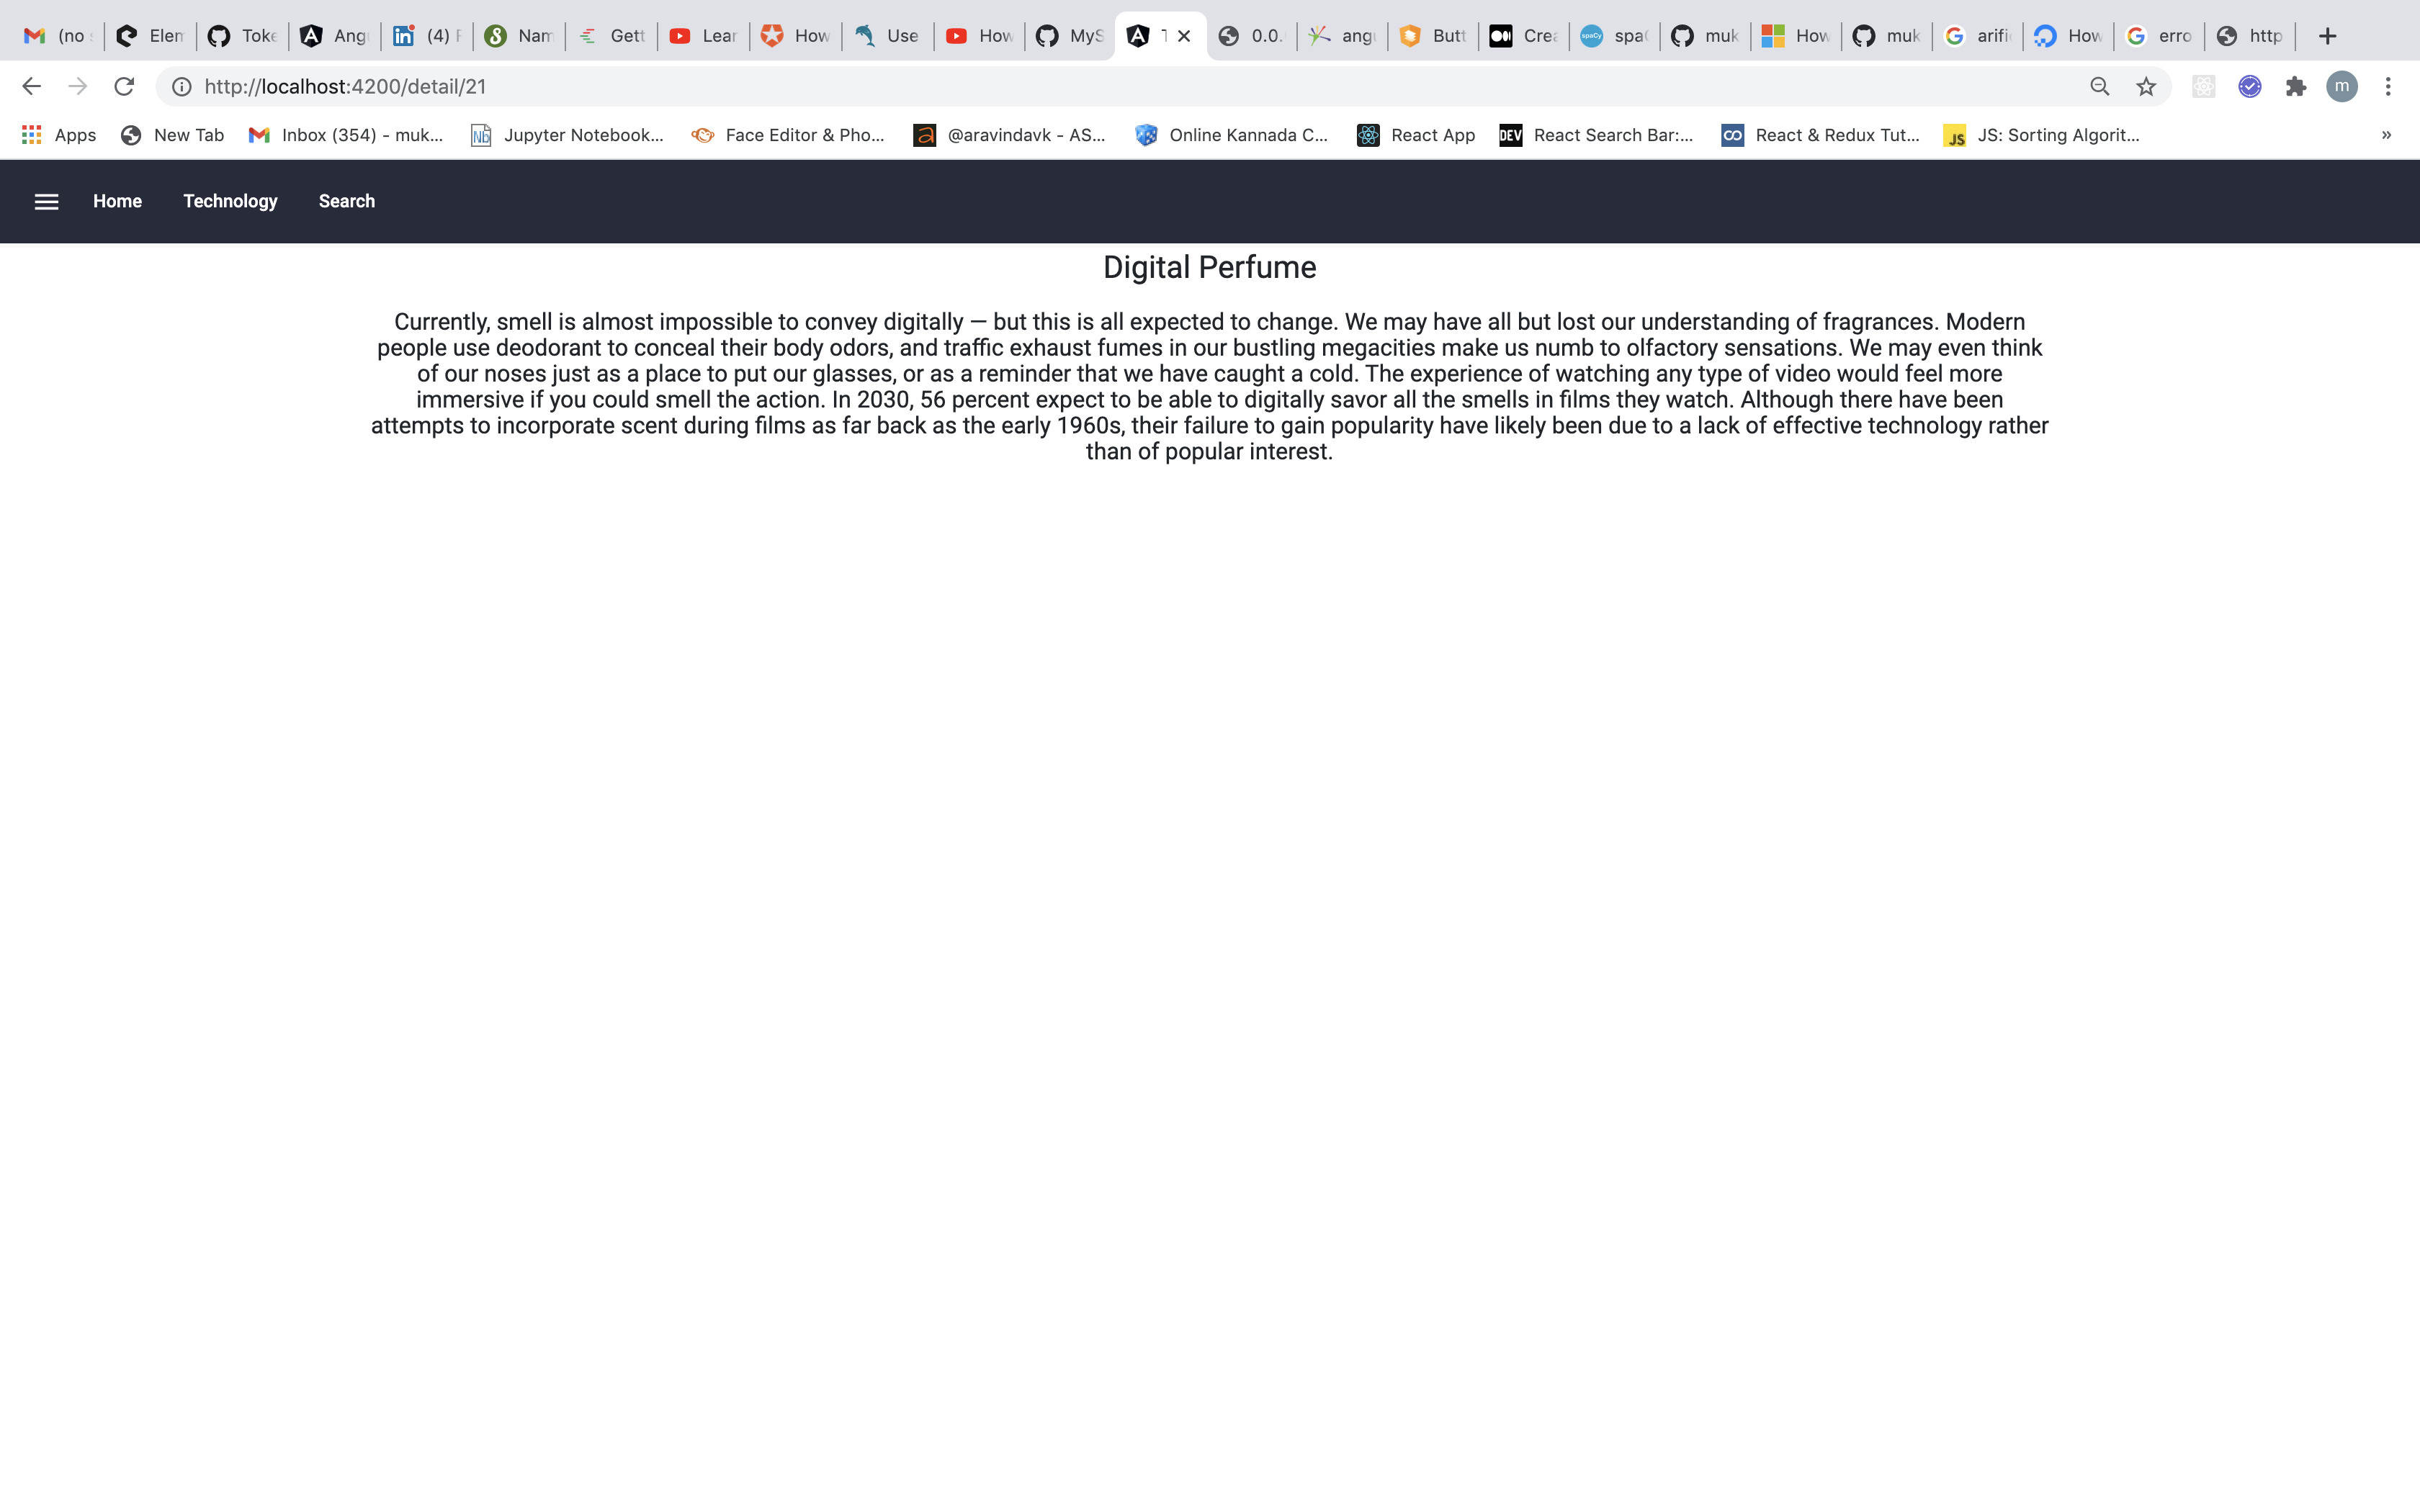 (no Elem Toke Ang (4) F Nam Gett Lear How Use How MyS T 0.0. angu Butt Crea spaC muk How muk arifi How erro http
http://localhost:4200/detail/21 m
Apps New Tab Inbox (354) - muk... Nb Jupyter Notebook... Face Editor & Pho... @aravindavk - AS... Online Kannada C... React App DEV React Search Bar:... React & Redux Tut... JS JS: Sorting Algorit... »
Home Technology Search
Digital Perfume
Currently, smell is almost impossible to convey digitally — but this is all expected to change. We may have all but lost our understanding of fragrances. Modern
people use deodorant to conceal their body odors, and traffic exhaust fumes in our bustling megacities make us numb to olfactory sensations. We may even think
of our noses just as a place to put our glasses, or as a reminder that we have caught a cold. The experience of watching any type of video would feel more
immersive if you could smell the action. In 2030, 56 percent expect to be able to digitally savor all the smells in films they watch. Although there have been
attempts to incorporate scent during films as far back as the early 1960s, their failure to gain popularity have likely been due to a lack of effective technology rather
than of popular interest.